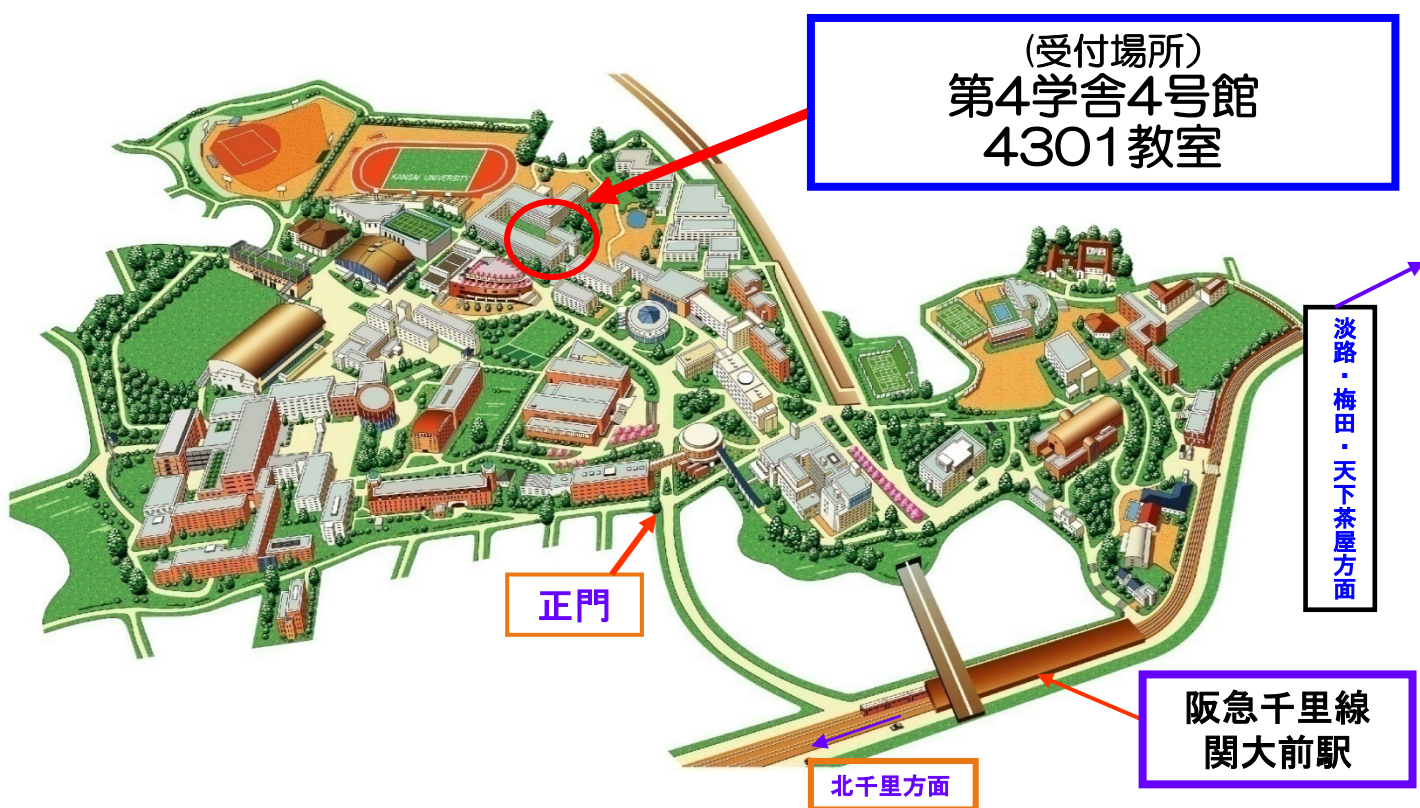 (受付場所)
第4学舎4号館
4301教室
KANSAI UNIVERSITY
淡路・梅田・天下茶屋方面
正門
阪急千里線
関大前駅
北千里方面